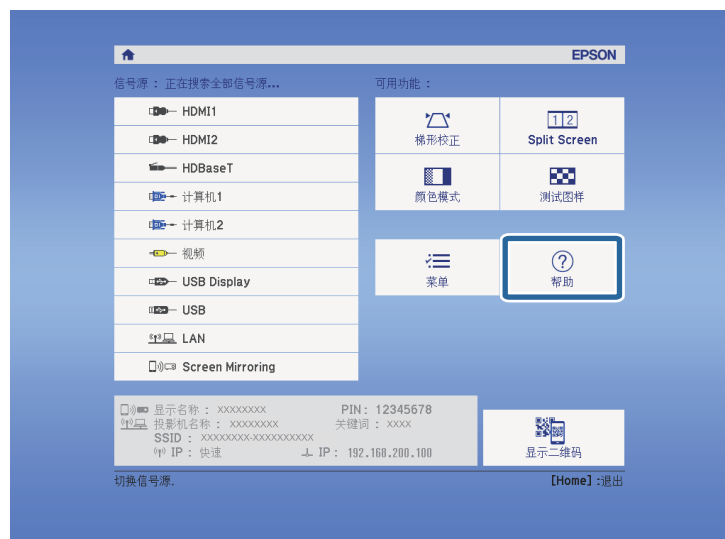 EPSON
信号源 : 正在搜索全部信号源...
可用功能 :
HDMI1
HDMI2
HDBaseT
计算机1
计算机2
视频
USB Display
USB
LAN
Screen Mirroring
梯形校正
1 2
Split Screen
颜色模式
测试图样
菜单
?
帮助
显示名称 : XXXXXXXX PIN : 12345678
投影机名称 : XXXXXXXX 关键词 : XXXX
SSID : XXXXXXXX-XXXXXXXXXX
IP : 快速 IP : 192.168.200.100
显示二维码
切换信号源. [Home] :退出